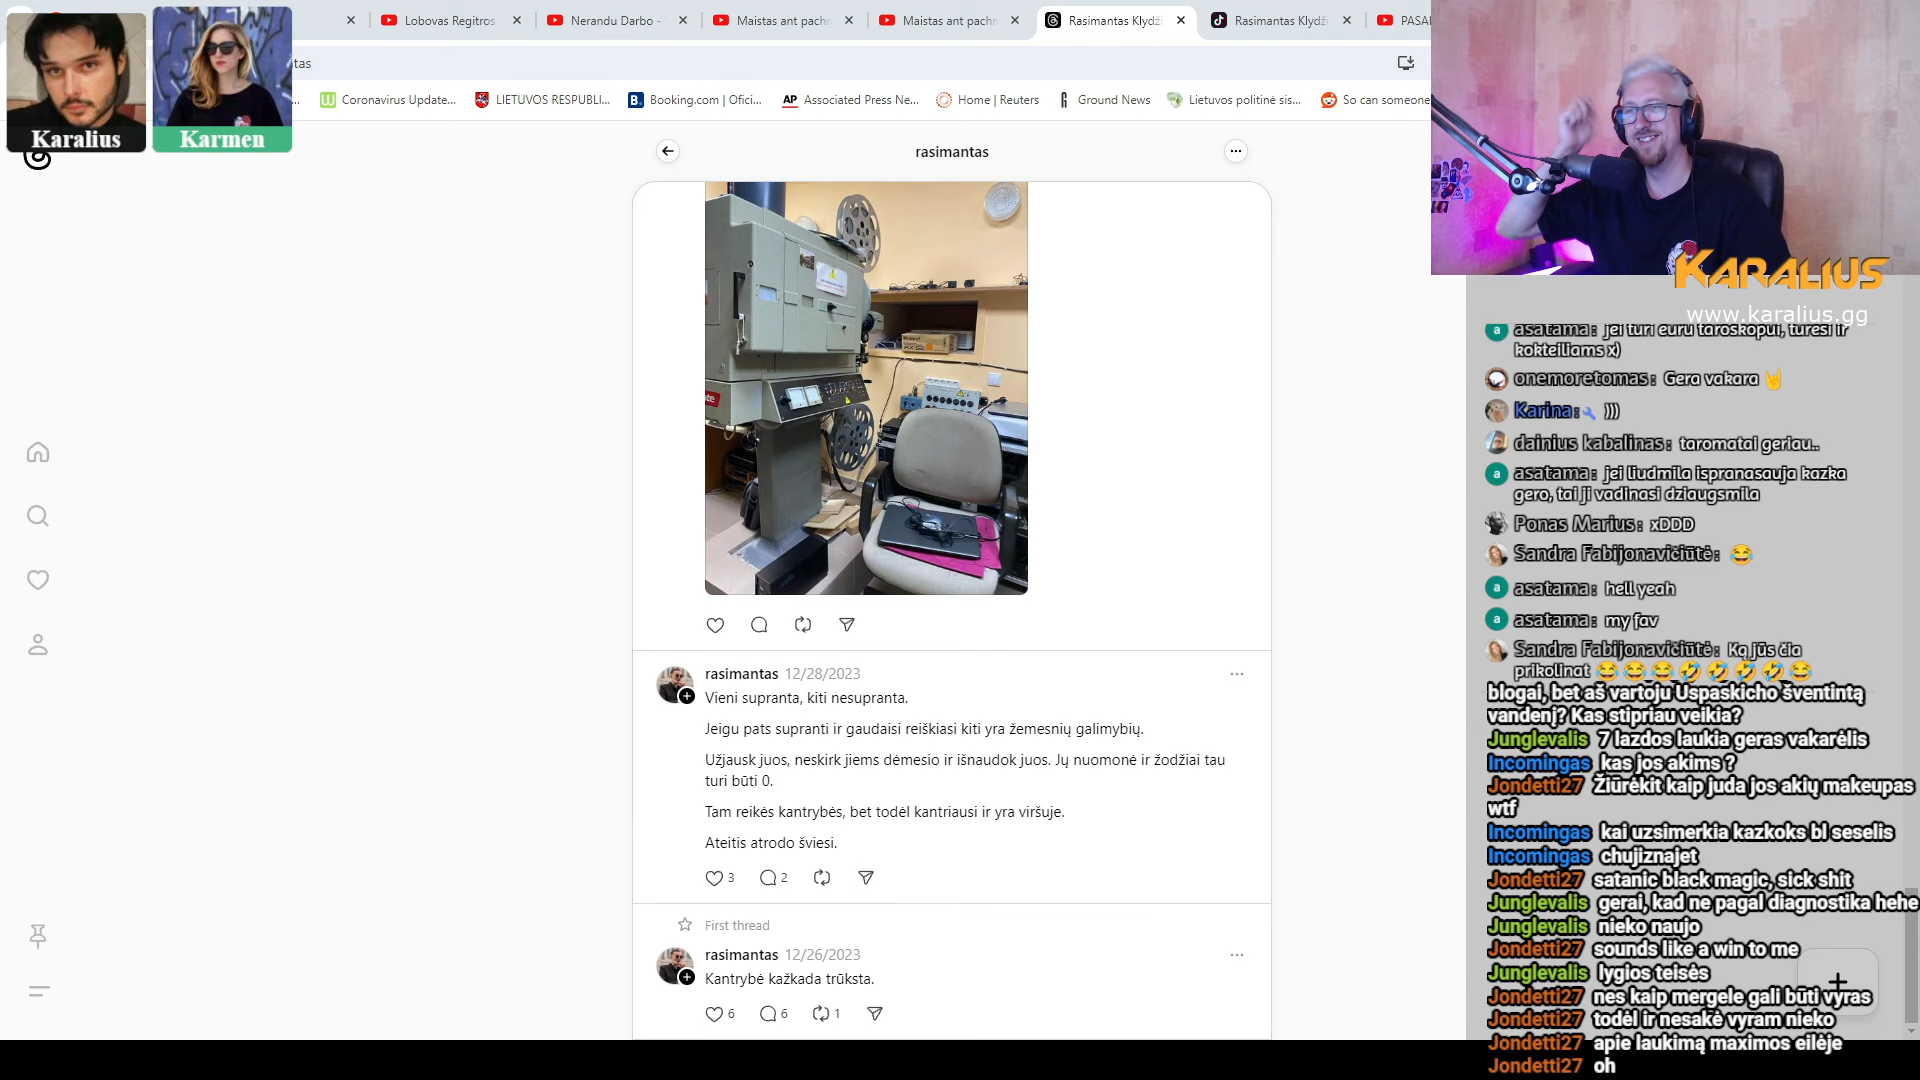 Lobovas Regitros
Nerandu Darbo -
Maistas ant pachm
Maistas ant pachm
Rasimantas Klydži
Rasimantas Klydži
PASAI
tas
Coronavirus Update...
LIETUVOS RESPUBLI...
Booking.com | Ofici...
AP Associated Press Ne...
Home | Reuters
Ground News
Lietuvos politinė sis...
So can someone
Karalius
Karmen
rasimantas
rasimantas 12/28/2023
Vieni supranta, kiti nesupranta.
Jeigu pats supranti ir gaudaisi reiškiasi kiti yra žemesnių galimybių.
Užjausk juos, neskirk jiems dėmesio ir išnaudok juos. Jų nuomonė ir žodžiai tau
turi būti 0.
Tam reikės kantrybės, bet todėl kantriausi ir yra viršuje.
Ateitis atrodo šviesi.
3 2
First thread
rasimantas 12/26/2023
Kantrybė kažkada trūksta.
6 6 1
KARALIUS
www.karalius.gg
asatama: jei turi euru taroskopui, turesi ir
kokteiliams x)
onemoretomas: Gera vakara 🤘
Karina: )))
dainius kabalinas: taromatai geriau..
asatama: jei liudmila ispranasauja kazka
gero, tai ji vadinasi dziaugsmila
Ponas Marius: xDDD
Sandra Fabijonavičiūtė: 😂
asatama: hell yeah
asatama: my fav
Sandra Fabijonavičiūtė: Ką jūs čia
prikolinat 😂😂😂🤣🤣🤣🤣😂
blogai, bet aš vartoju Uspaskicho šventintą
vandenį? Kas stipriau veikia?
Junglevalis 7 lazdos laukia geras vakarėlis
Incomingas kas jos akims ?
Jondetti27 Žiūrėkit kaip juda jos akių makeupas
wtf
Incomingas kai uzsimerkia kazkoks bl seselis
Incomingas chujiznajet
Jondetti27 satanic black magic, sick shit
Junglevalis gerai, kad ne pagal diagnostika hehe
Junglevalis nieko naujo
Jondetti27 sounds like a win to me
Junglevalis lygios teisės
Jondetti27 nes kaip mergele gali būti vyras
Jondetti27 todėl ir nesakė vyram nieko
Jondetti27 apie laukimą maximos eilėje
Jondetti27 oh